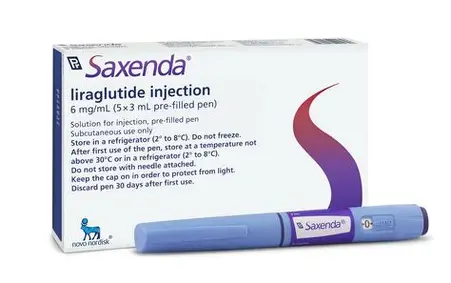 Saxenda®
liraglutide injection
6 mg/mL (5×3 mL pre-filled pen)
Solution for injection, pre-filled pen
Subcutaneous use only
Store in a refrigerator (2° to 8°C). Do not freeze.
After first use of the pen, store at a temperature not
above 30°C or in a refrigerator (2° to 8°C).
Do not store with needle attached.
Keep the cap on in order to protect from light.
Discard pen 30 days after first use.
novo nordisk®
Saxenda®
0